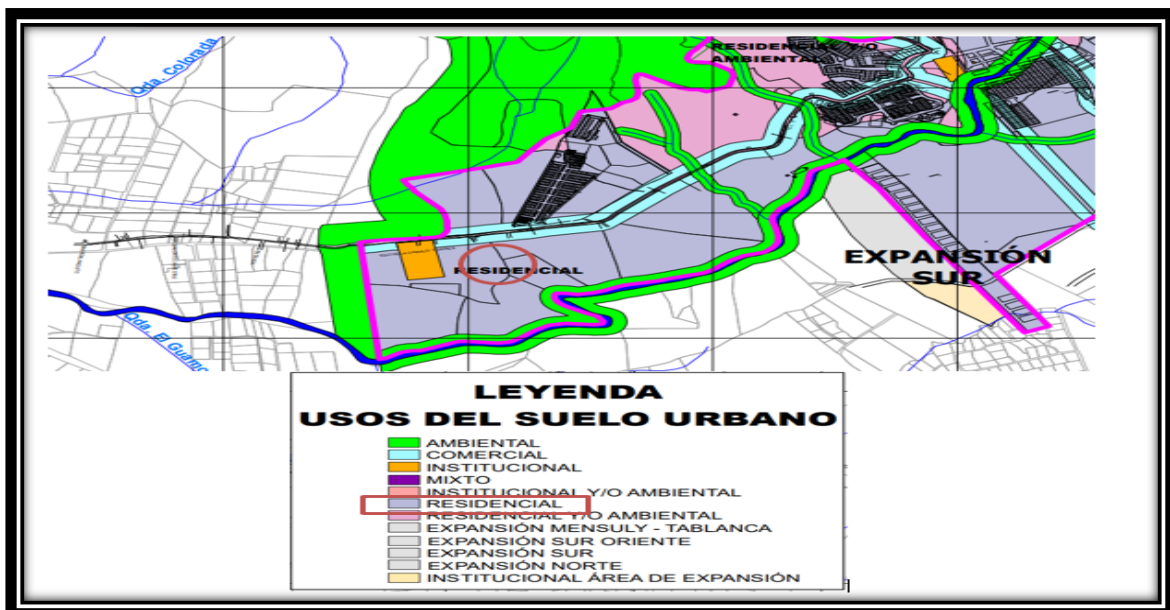 RESIDENCIAL Y/O
AMBIENTAL
Qda. Colorada
EXPANSIÓN
SUR
RESIDENCIAL
Qda. El Guamo
LEYENDA
USOS DEL SUELO URBANO
AMBIENTAL
COMERCIAL
INSTITUCIONAL
MIXTO
INSTITUCIONAL Y/O AMBIENTAL
RESIDENCIAL
RESIDENCIAL Y/O AMBIENTAL
EXPANSIÓN MENSULY - TABLANCA
EXPANSIÓN SUR ORIENTE
EXPANSIÓN SUR
EXPANSIÓN NORTE
INSTITUCIONAL ÁREA DE EXPANSIÓN